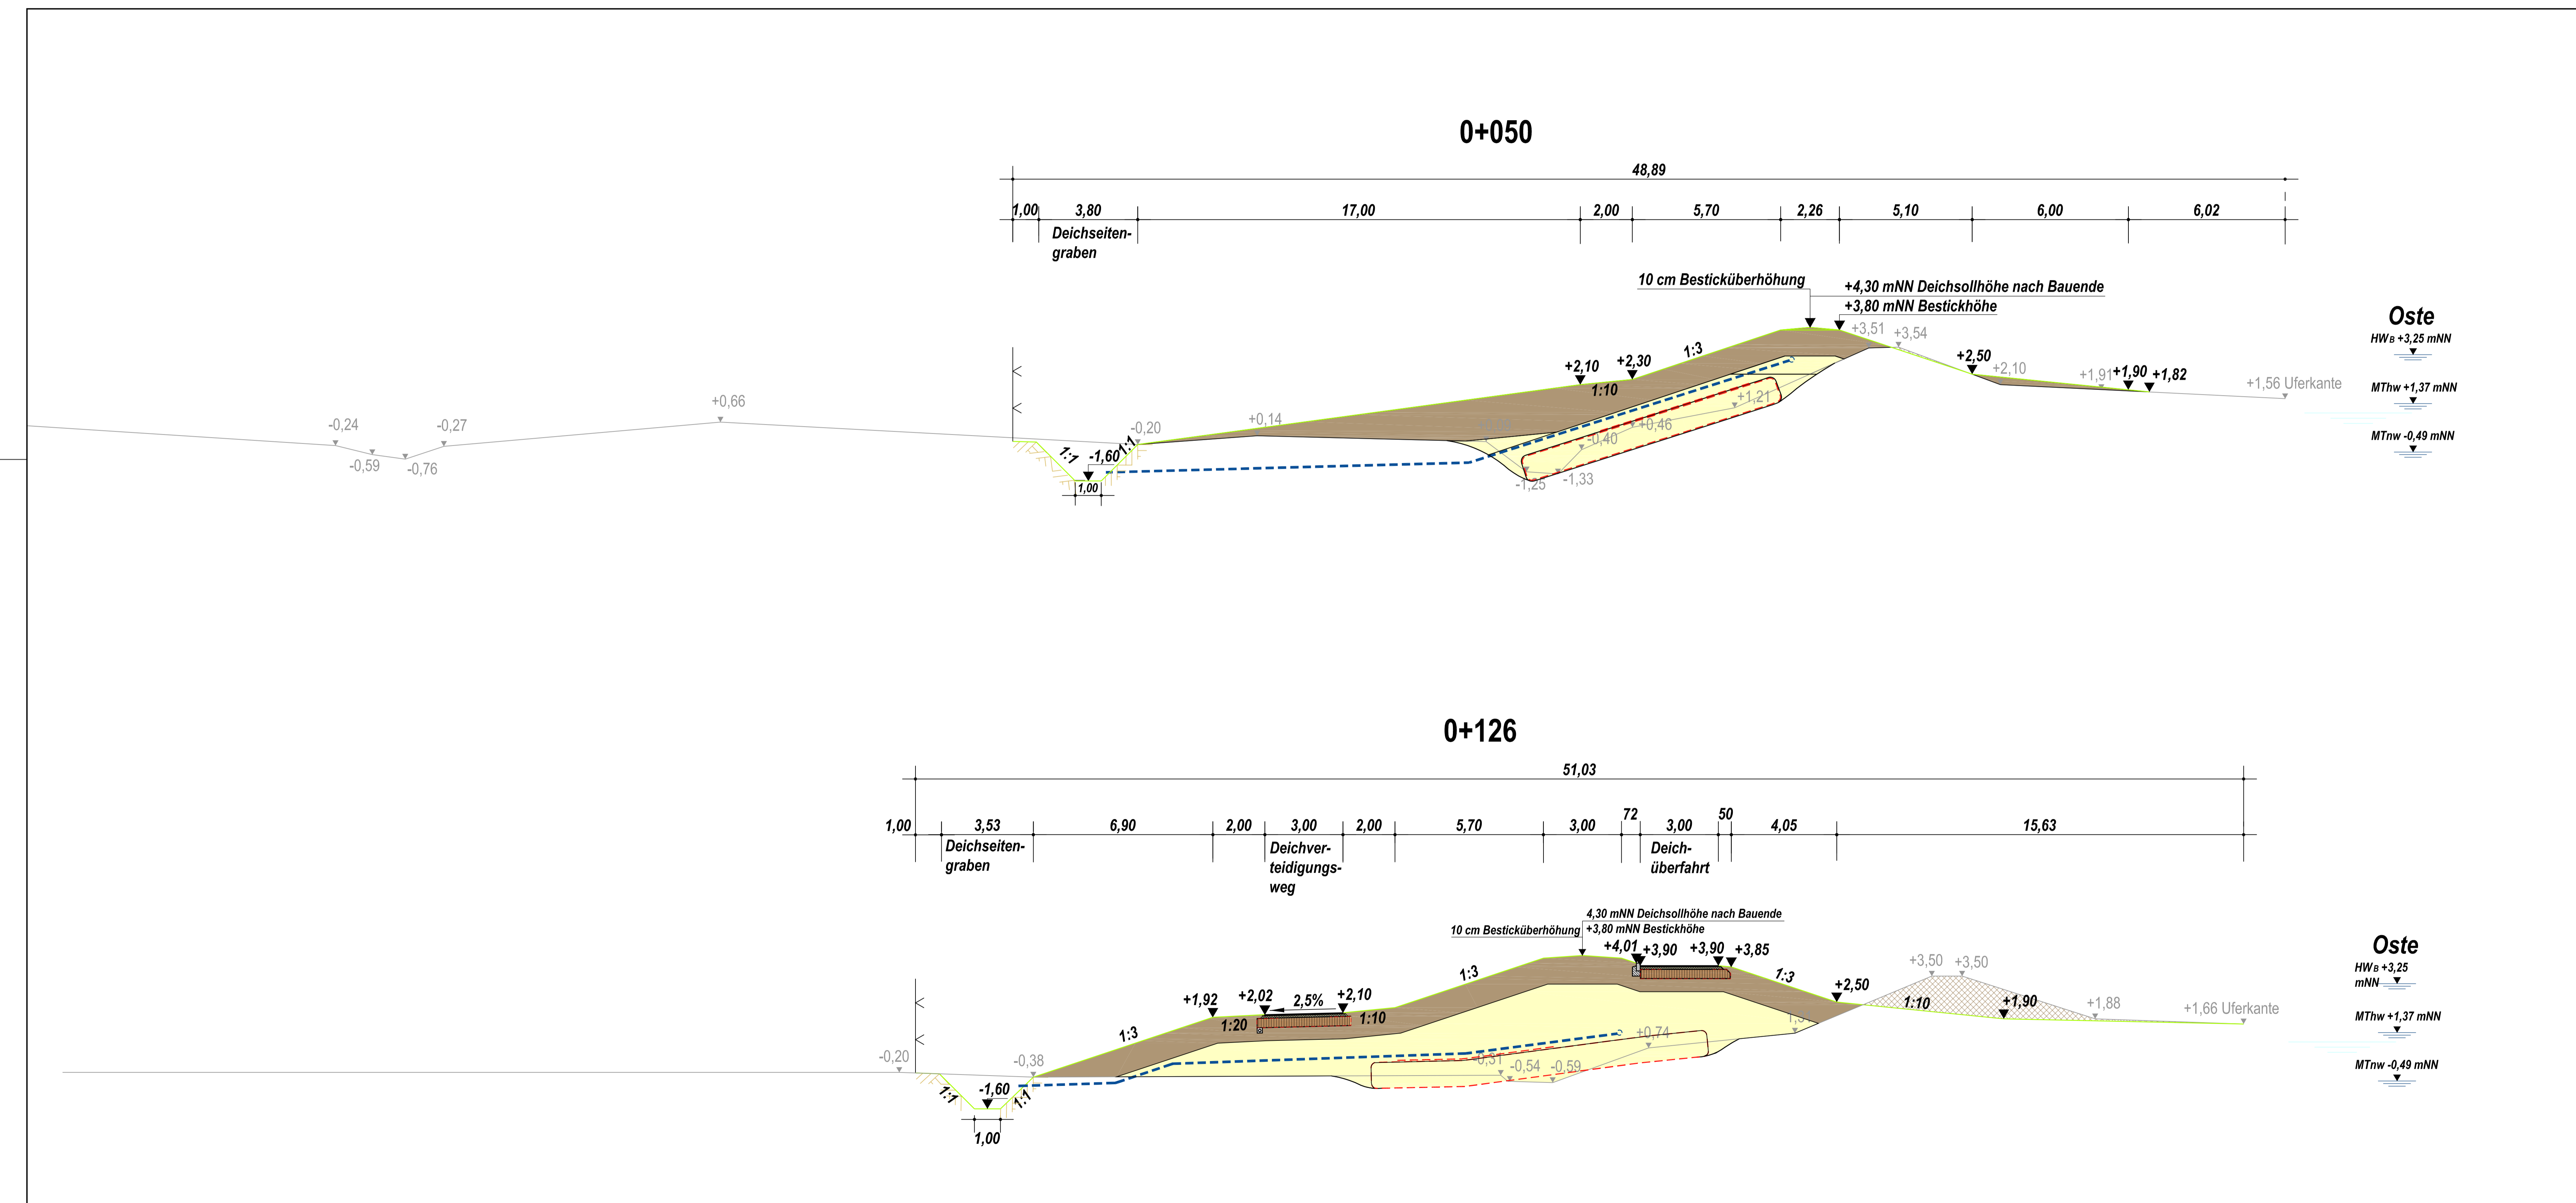 0+050
48,89
1,00 3,80 17,00 2,00 5,70 2,26 5,10 6,00 6,02
Deichseiten-
graben
10 cm Bestickü​berhöhung
+4,30 mNN Deichsollhöhe nach Bauende
+3,80 mNN Bestickhöhe
Oste
HWB +3,25 mNN
MThw +1,37 mNN
MTnw -0,49 mNN
+3,51 +3,54
1:3
+2,50
+2,10 +2,30
+2,10
+1,91 +1,90 +1,82
+1,56 Uferkante
1:10
+0,66
+1,21
-0,24 -0,27
+0,14
-0,20
+0,46
-0,40
1:1 1:1
-1,60
-0,59 -0,76
1,00
-1,25 -1,33
0+126
51,03
72 50
1,00 3,53 6,90 2,00 3,00 2,00 5,70 3,00 3,00 4,05 15,63
Deichseiten-
graben
Deichver-
teidigungs-
weg
Deich-
überfahrt
4,30 mNN Deichsollhöhe nach Bauende
10 cm Besticküberhöhung
+3,80 mNN Bestickhöhe
+4,01 +3,90 +3,90 +3,85
Oste
HWB +3,25
mNN
MThw +1,37 mNN
MTnw -0,49 mNN
+3,50 +3,50
1:3 1:3
+2,50
+1,92 +2,02 2,5% +2,10
1:10 +1,90 +1,88
+1,66 Uferkante
1:20 1:10
1:3
+0,74
-0,20 -0,38
-0,31 -0,54 -0,59
1:1 -1,60 1:1
1,00